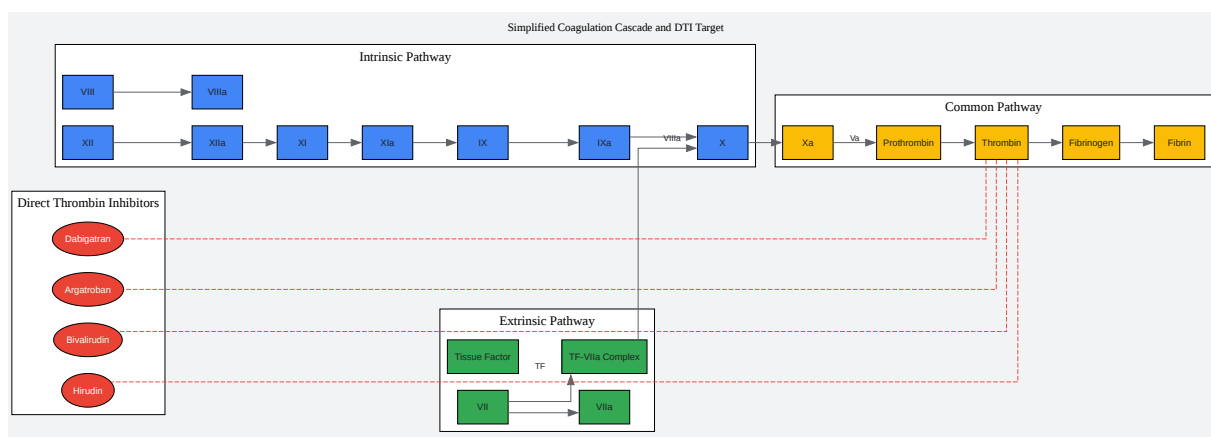 Simplified Coagulation Cascade and DTI Target
Intrinsic Pathway
VIII
VIIIa
XII
XIIa
XI
XIa
IX
IXa
VIIIa
X
Common Pathway
Xa
Va
Prothrombin
Thrombin
Fibrinogen
Fibrin
Direct Thrombin Inhibitors
Dabigatran
Argatroban
Bivalirudin
Hirudin
Extrinsic Pathway
Tissue Factor
TF
TF-VIIa Complex
VII
VIIa